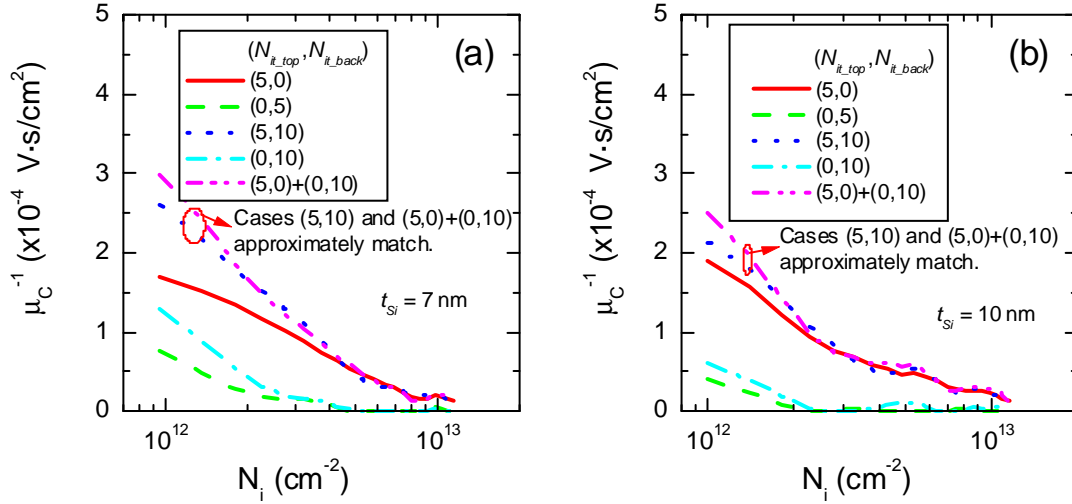 5
4
3
2
1
0
μ_C^-1 (x10^-4 V·s/cm^2)
(a)
(N_it_top, N_it_back)
(5,0)
(0,5)
(5,10)
(0,10)
(5,0)+(0,10)
Cases (5,10) and (5,0)+(0,10)
approximately match.
t_Si = 7 nm
10^12
10^13
N_i (cm^-2)
5
4
3
2
1
0
μ_C^-1 (x10^-4 V·s/cm^2)
(b)
(N_it_top, N_it_back)
(5,0)
(0,5)
(5,10)
(0,10)
(5,0)+(0,10)
Cases (5,10) and (5,0)+(0,10)
approximately match.
t_Si = 10 nm
10^12
10^13
N_i (cm^-2)